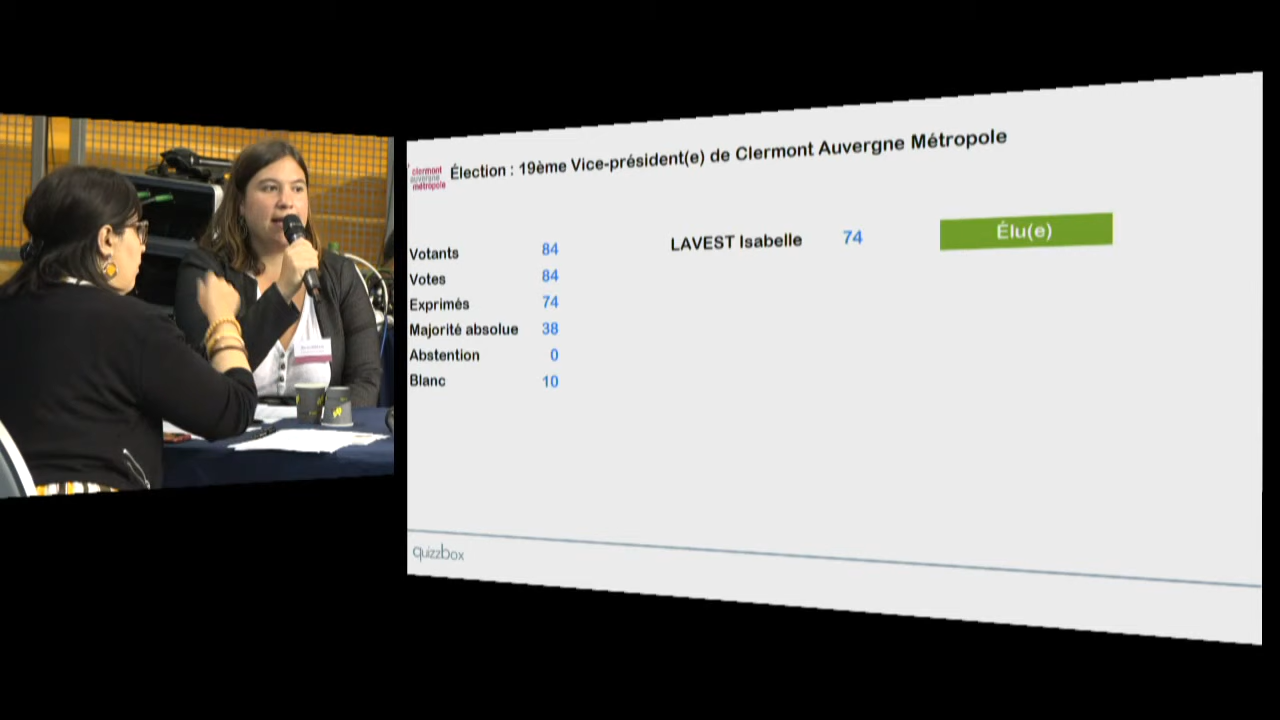 clermont
auvergne
métropole
Élection : 19ème Vice-président(e) de Clermont Auvergne Métropole
Votants 84
Votes 84
Exprimés 74
Majorité absolue 38
Abstention 0
Blanc 10
LAVEST Isabelle 74 Élu(e)
quizzbox